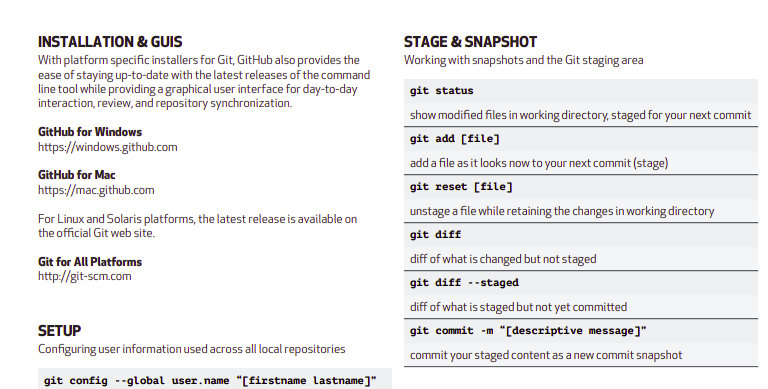 INSTALLATION & GUIS
With platform specific installers for Git, GitHub also provides the
ease of staying up-to-date with the latest releases of the command
line tool while providing a graphical user interface for day-to-day
interaction, review, and repository synchronization.
GitHub for Windows
https://windows.github.com
GitHub for Mac
https://mac.github.com
For Linux and Solaris platforms, the latest release is available on
the official Git web site.
Git for All Platforms
http://git-scm.com
SETUP
Configuring user information used across all local repositories
git config --global user.name “[firstname lastname]”
STAGE & SNAPSHOT
Working with snapshots and the Git staging area
git status
show modified files in working directory, staged for your next commit
git add [file]
add a file as it looks now to your next commit (stage)
git reset [file]
unstage a file while retaining the changes in working directory
git diff
diff of what is changed but not staged
git diff --staged
diff of what is staged but not yet committed
git commit -m “[descriptive message]”
commit your staged content as a new commit snapshot